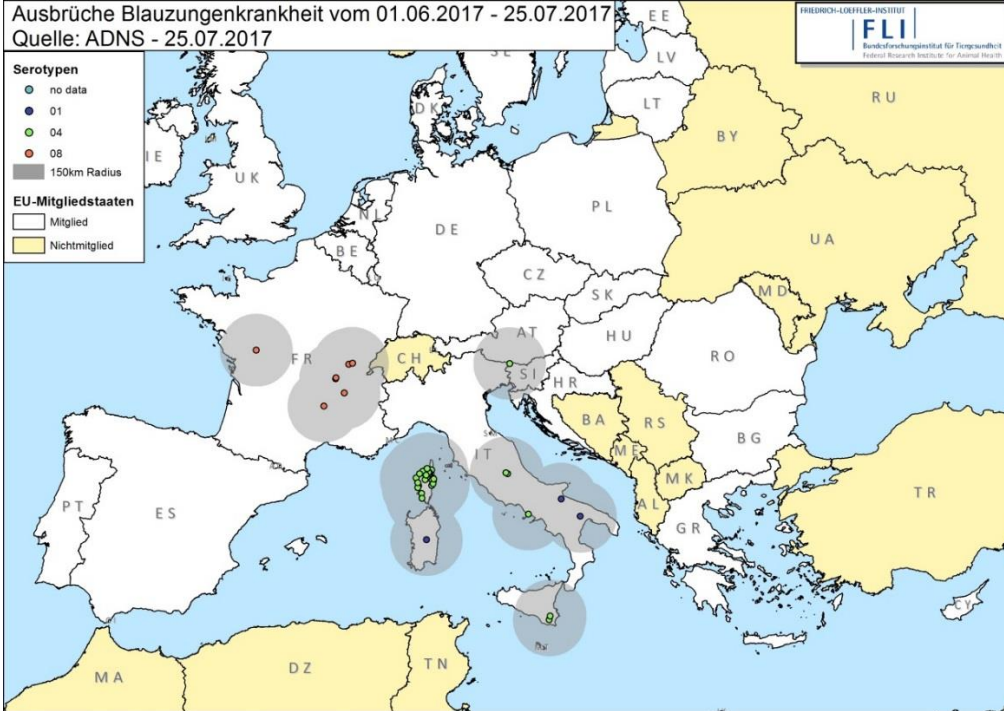 Ausbrüche Blauzungenkrankheit vom 01.06.2017 - 25.07.2017
Quelle: ADNS - 25.07.2017
FRIEDRICH-LOEFFLER-INSTITUT
FLI
Bundesforschungsinstitut für Tiergesundheit
Federal Research Institute for Animal Health
Serotypen
no data
01
04
08
150km Radius
EU-Mitgliedstaaten
Mitglied
Nichtmitglied
EE
SE
LV
RU
DK
LT
BY
IE
UK
NL
PL
DE
BE
UA
CZ
SK
MD
AT
HU
FR
CH
RO
SI
HR
BA
RS
IT
BG
ME
MK
AL
TR
PT
ES
GR
CY
MA
DZ
TN